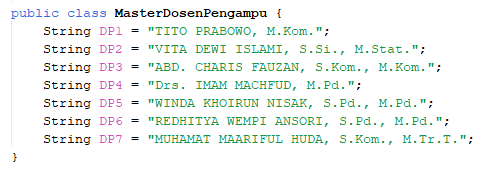 public class MasterDosenPengampu {
String DP1 = "TITO PRABOWO, M.Kom.";
String DP2 = "VITA DEWI ISLAMI, S.Si., M.Stat.";
String DP3 = "ABD. CHARIS FAUZAN, S.Kom., M.Kom.";
String DP4 = "Drs. IMAM MACHFUD, M.Pd.";
String DP5 = "WINDA KHOIRUN NISAK, S.Pd., M.Pd.";
String DP6 = "REDHITYA WEMPI ANSORI, S.Pd., M.Pd.";
String DP7 = "MUHAMAT MAARIFUL HUDA, S.Kom., M.Tr.T.";
}